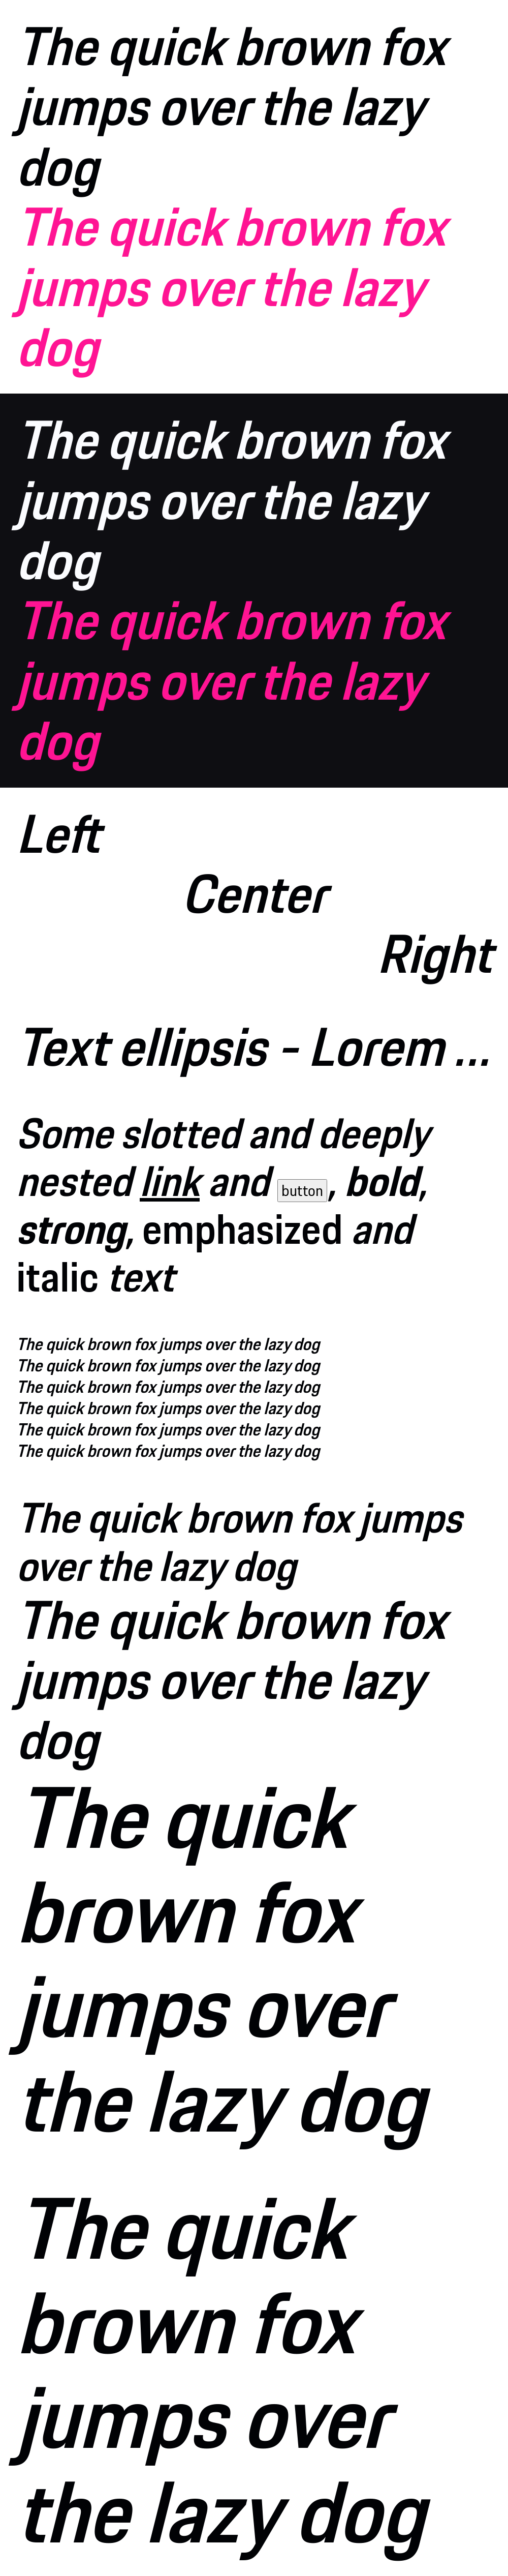 The quick brown fox
jumps over the lazy
dog
The quick brown fox
jumps over the lazy
dog
The quick brown fox
jumps over the lazy
dog
The quick brown fox
jumps over the lazy
dog
Left
Center
Right
Text ellipsis - Lorem ...
Some slotted and deeply
nested link and button, bold,
strong, emphasized and
italic text
The quick brown fox jumps over the lazy dog
The quick brown fox jumps over the lazy dog
The quick brown fox jumps over the lazy dog
The quick brown fox jumps over the lazy dog
The quick brown fox jumps over the lazy dog
The quick brown fox jumps over the lazy dog
The quick brown fox jumps
over the lazy dog
The quick brown fox
jumps over the lazy
dog
The quick
brown fox
jumps over
the lazy dog
The quick
brown fox
jumps over
the lazy dog